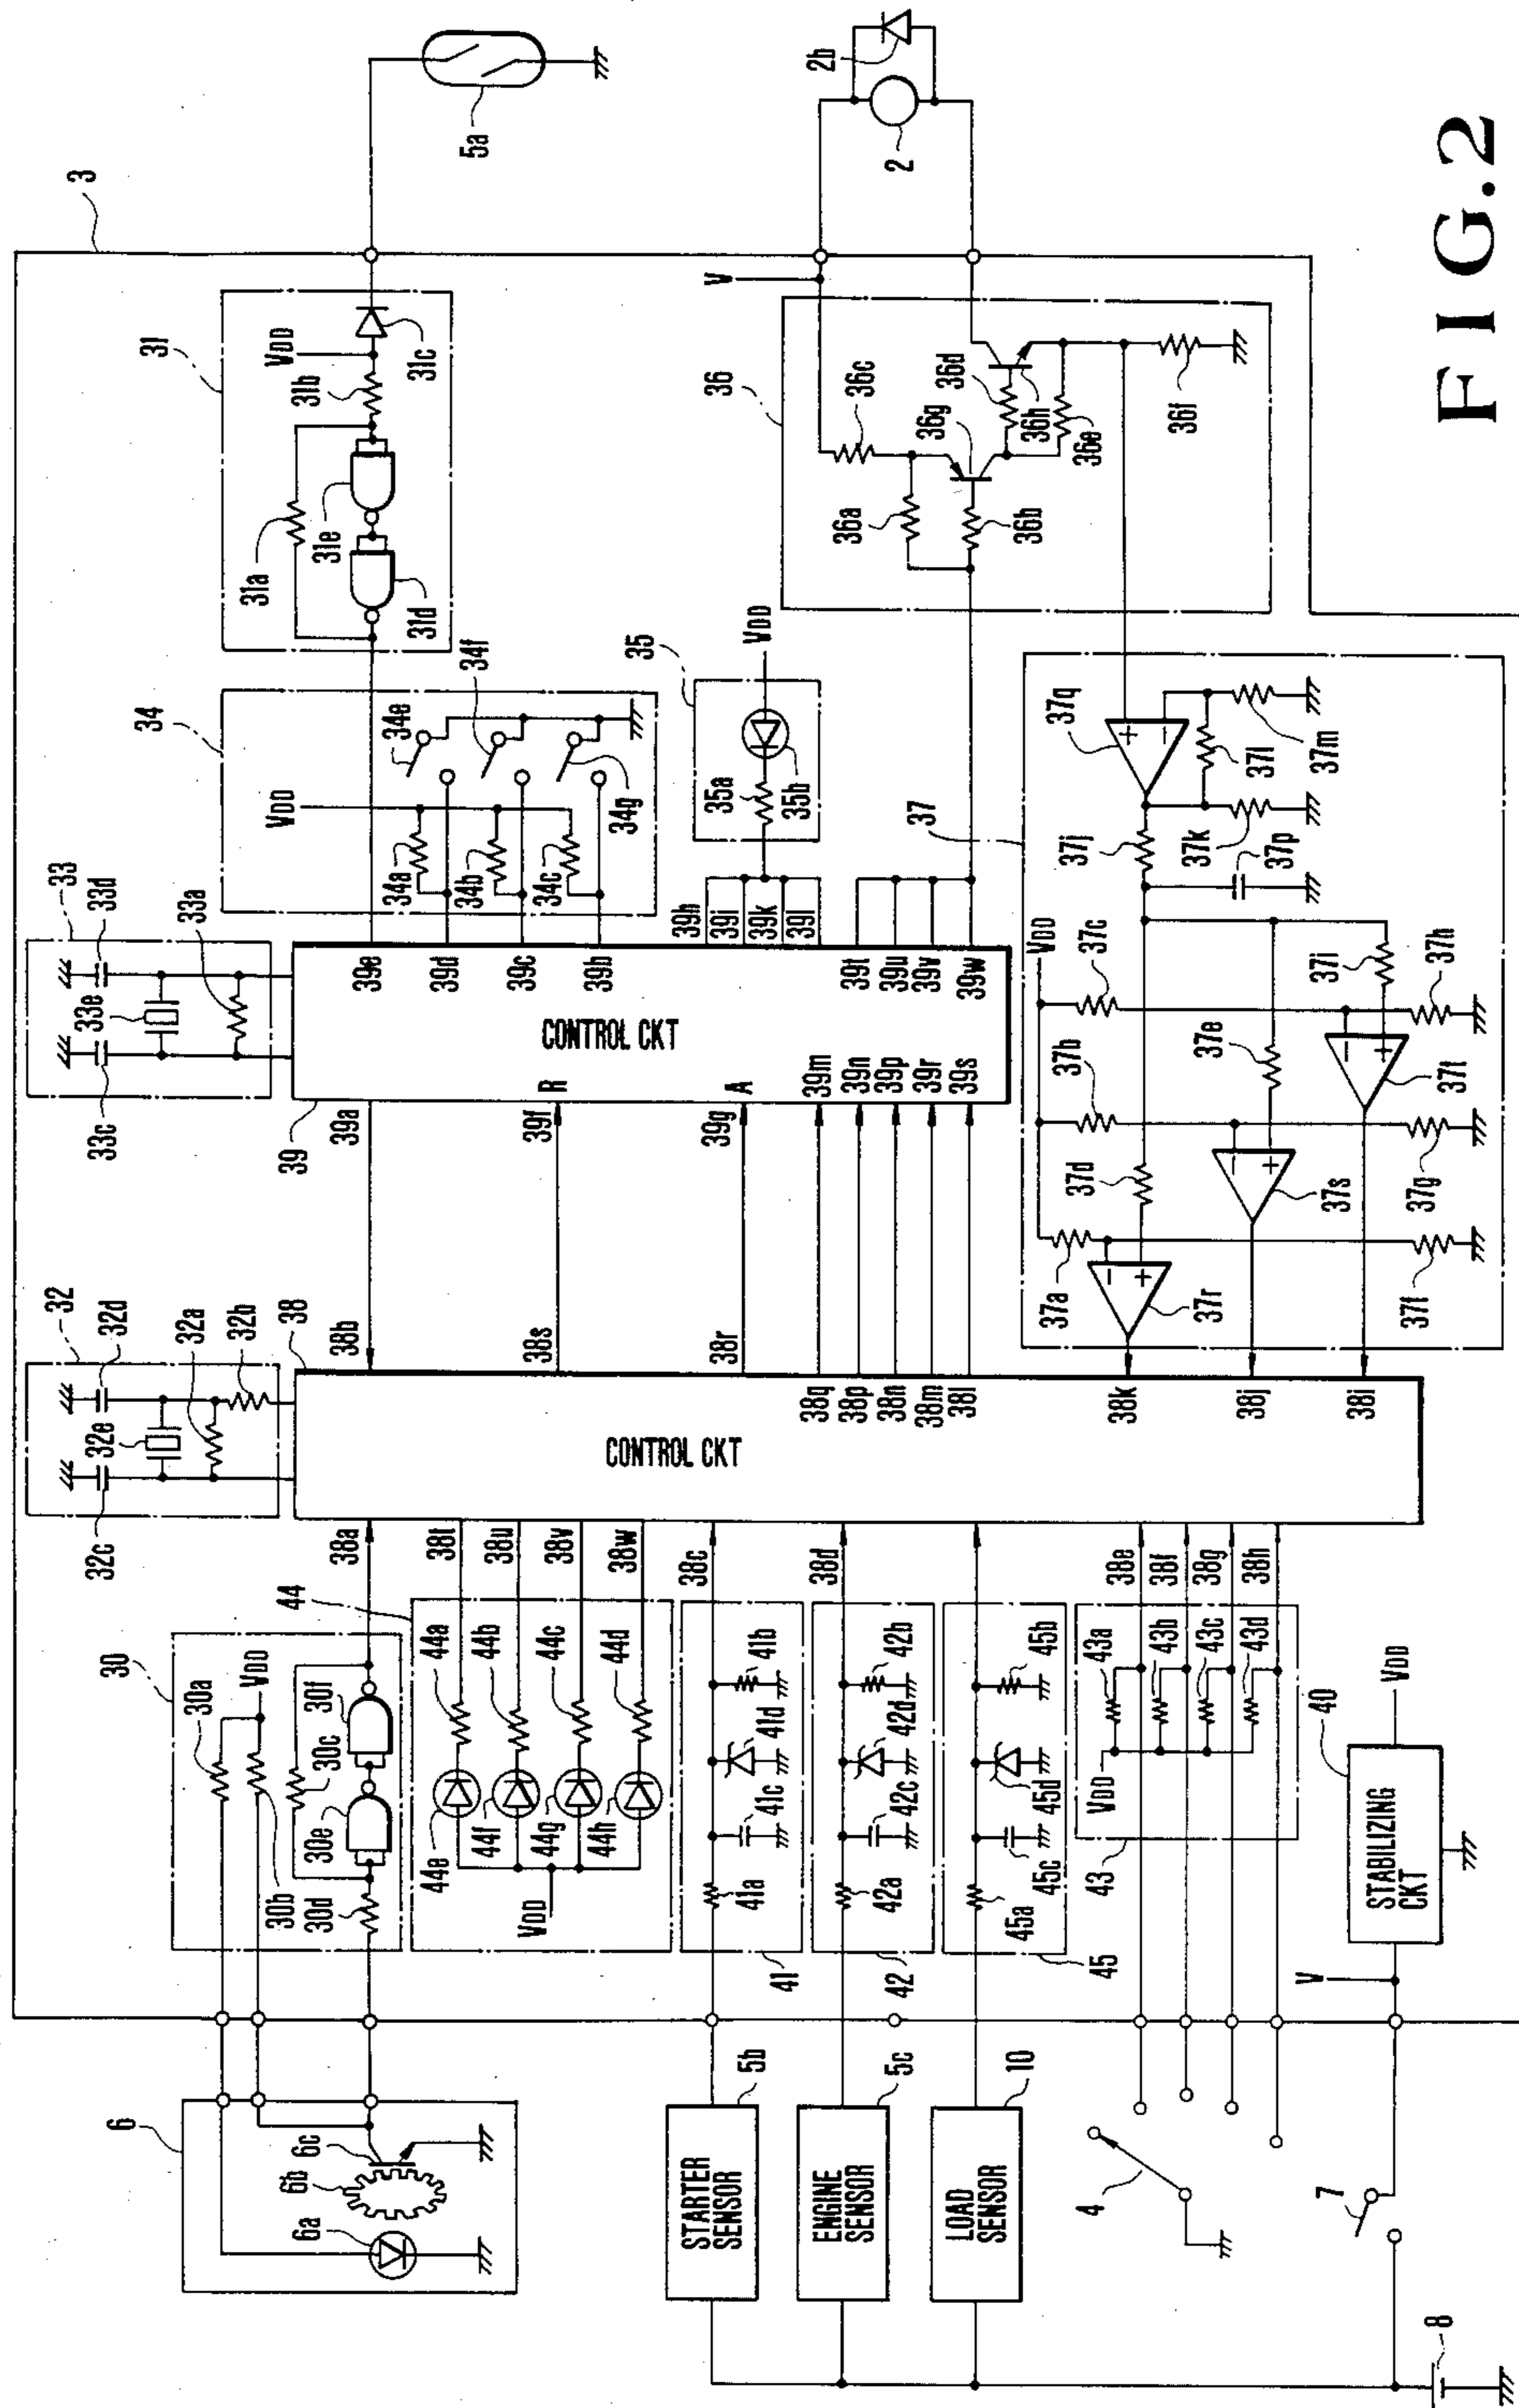 FIG.2
3
5a
2b
2
V
31
31a
31b
31c
31d
31e
VDD
34
VDD
34a
34b
34c
34e
34f
34g
35
35a
35b
VDD
36
36a
36b
36c
36d
36e
36f
36g
36h
33
33a
33c
33d
33e
39
CONTROL CKT
39a
39f
R
39g
A
39m
39n
39p
39r
39s
39e
39d
39c
39b
39h
39i
39k
39l
39t
39u
39v
39w
37
VDD
37a
37b
37c
37d
37e
37f
37g
37h
37i
37j
37k
37l
37m
37p
37q
37r
37s
37t
32
32a
32b
32c
32d
32e
38
CONTROL CKT
38b
38s
38r
38q
38p
38n
38m
38l
38k
38j
38i
38a
38t
38u
38v
38w
38c
38d
38e
38f
38g
38h
30
30a
30b
30c
30d
30e
30f
VDD
44
44a
44b
44c
44d
44e
44f
44g
44h
VDD
41
41a
41b
41c
41d
42
42a
42b
42c
42d
45
45a
45b
45c
45d
43
43a
43b
43c
43d
VDD
40
STABILIZING
CKT
VDD
V
6
6a
6b
6c
STARTER
SENSOR
5b
ENGINE
SENSOR
5c
LOAD
SENSOR
10
4
7
8